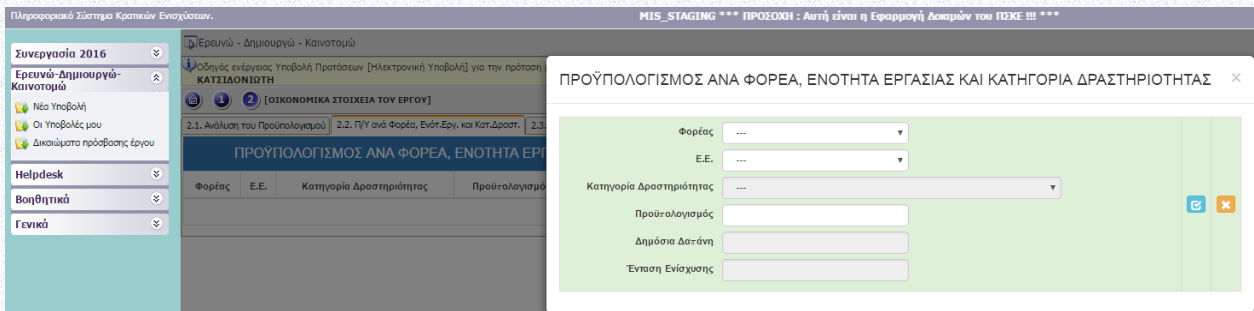 Πληροφοριακό Σύστημα Κρατικών Ενισχύσεων.
MIS_STAGING *** ΠΡΟΣΟΧΗ : Αυτή είναι η Εφαρμογή Δοκιμών του ΠΣΚΕ !!! ***
Συνεργασία 2016
Ερευνώ-Δημιουργώ-
Καινοτομώ
Νέα Υποβολή
Οι Υποβολές μου
Δικαιώματα πρόσβασης έργου
Helpdesk
Βοηθητικά
Γενικά
Ερευνώ - Δημιουργώ - Καινοτομώ
Οδηγός ενέργειας Υποβολή Προτάσεων [Ηλεκτρονική Υποβολή] για την πρόταση
ΚΑΤΣΙΔΟΝΙΩΤΗ
1 2 [ΟΙΚΟΝΟΜΙΚΑ ΣΤΟΙΧΕΙΑ ΤΟΥ ΕΡΓΟΥ]
2.1. Ανάλυση του Προϋπολογισμού 2.2. Π/Υ ανά Φορέα, Ενότ.Εργ. και Κατ.Δραστ. 2.3.
ΠΡΟΫΠΟΛΟΓΙΣΜΟΣ ΑΝΑ ΦΟΡΕΑ, ΕΝΟΤΗΤΑ ΕΡΓ
Φορέας Ε.Ε. Κατηγορία Δραστηριότητας Προϋπολογισμό
ΠΡΟΫΠΟΛΟΓΙΣΜΟΣ ΑΝΑ ΦΟΡΕΑ, ΕΝΟΤΗΤΑ ΕΡΓΑΣΙΑΣ ΚΑΙ ΚΑΤΗΓΟΡΙΑ ΔΡΑΣΤΗΡΙΟΤΗΤΑΣ ×
Φορέας ---
Ε.Ε. ---
Κατηγορία Δραστηριότητας ---
Προϋπολογισμός
Δημόσια Δαπάνη
Ένταση Ενίσχυσης